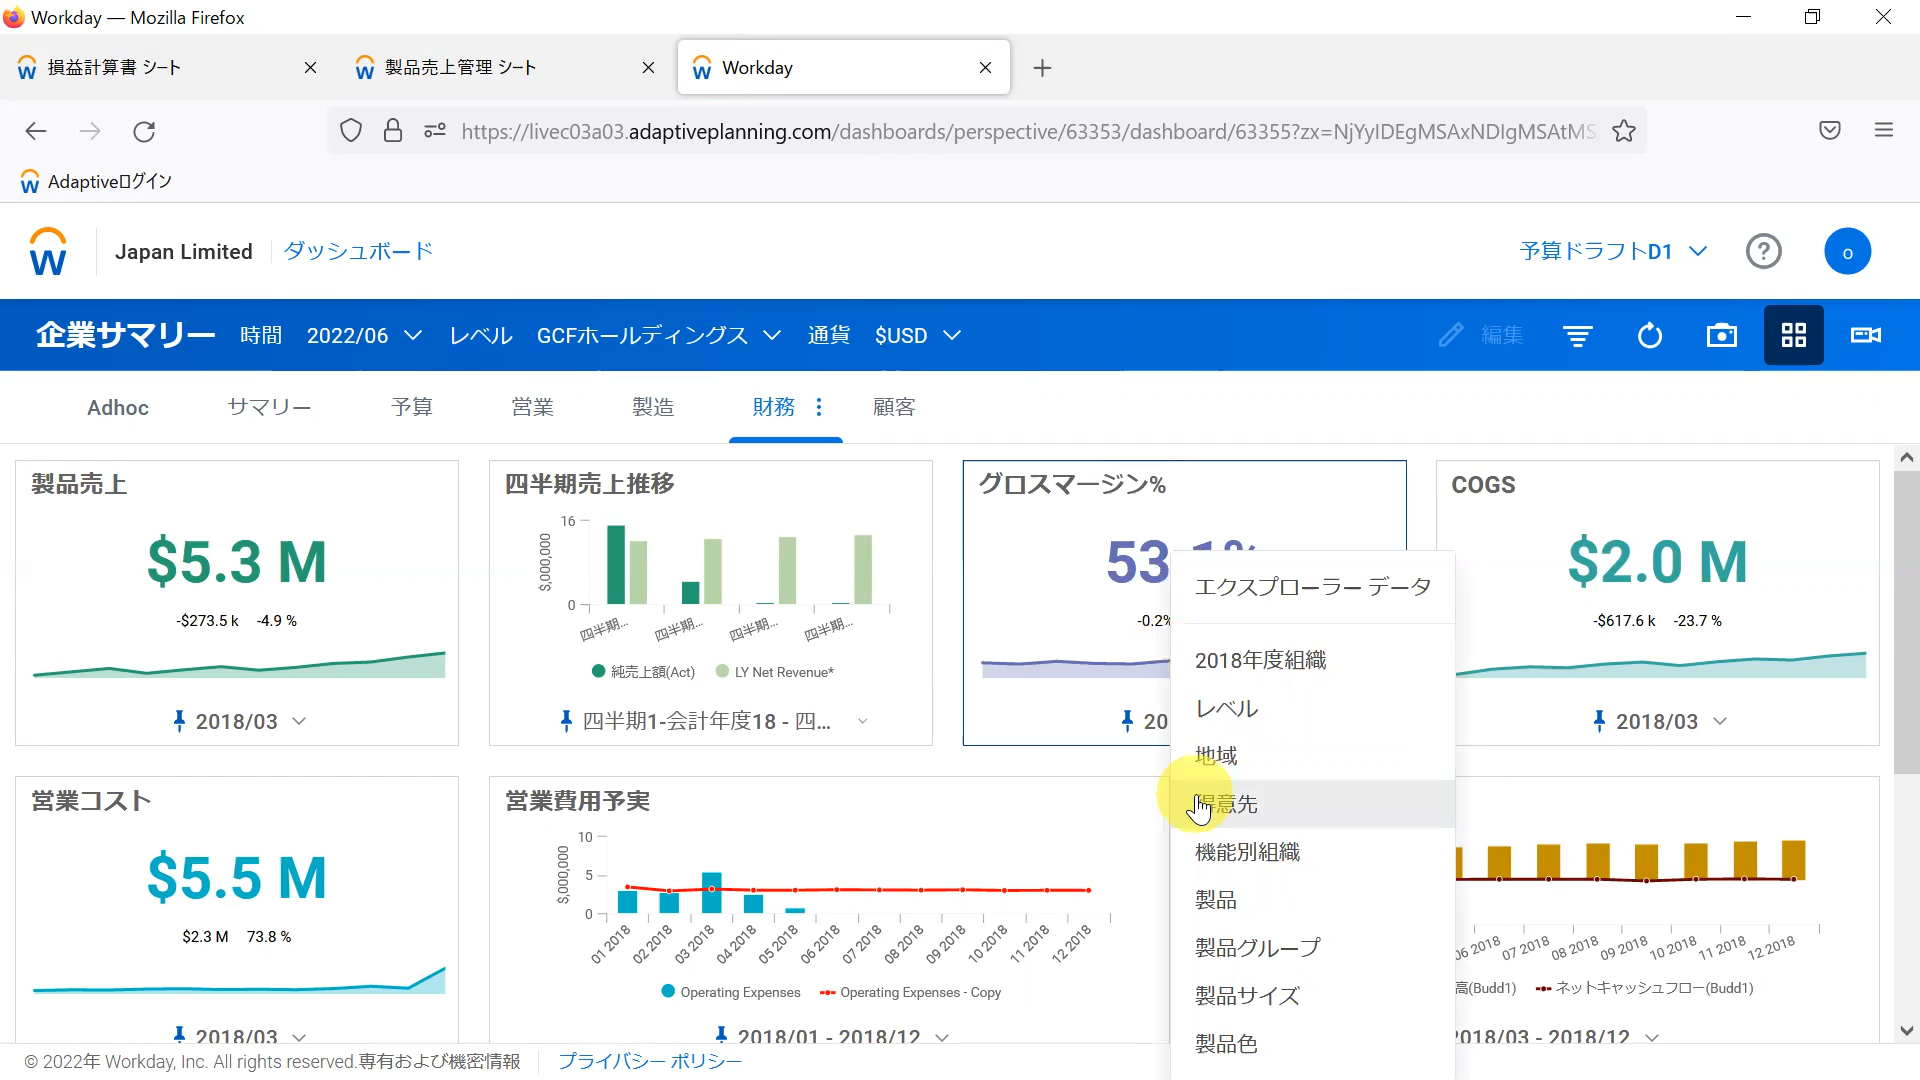 Workday — Mozilla Firefox
損益計算書 シート
製品売上管理 シート
Workday
https://livec03a03.adaptiveplanning.com/dashboards/perspective/63353/dashboard/63355?zx=NjYyIDEgMSAxNDIgMSAtMS
Adaptiveログイン
Japan Limited ダッシュボード 予算ドラフトD1
企業サマリー 時間 2022/06 レベル GCFホールディングス 通貨 $USD 編集
Adhoc サマリー 予算 営業 製造 財務 顧客
製品売上
$5.3 M
-$273.5 k -4.9 %
2018/03
四半期売上推移
16
$,000,000
0
四半期... 四半期... 四半期... 四半期...
純売上額(Act) LY Net Revenue*
四半期1-会計年度18 - 四...
グロスマージン%
53.1%
-0.2%
20
COGS
$2.0 M
-$617.6 k -23.7 %
2018/03
エクスプローラー データ
2018年度組織
レベル
地域
得意先
機能別組織
製品
製品グループ
製品サイズ
製品色
営業コスト
$5.5 M
$2.3 M 73.8 %
2018/03
営業費用予実
10
5
0
$,000,000
01 2018 02 2018 03 2018 04 2018 05 2018 06 2018 07 2018 08 2018 09 2018 10 2018 11 2018 12 2018
Operating Expenses Operating Expenses - Copy
2018/01 - 2018/12
06 2018 07 2018 08 2018 09 2018 10 2018 11 2018 12 2018
高(Budd1) ネットキャッシュフロー(Budd1)
2018/03 - 2018/12
© 2022年 Workday, Inc. All rights reserved.専有および機密情報 プライバシー ポリシー